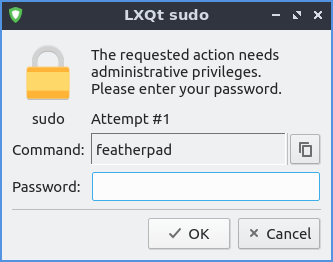 LXQt sudo
The requested action needs
administrative privileges.
Please enter your password.
sudo
Attempt #1
Command: featherpad
Password:
OK
Cancel